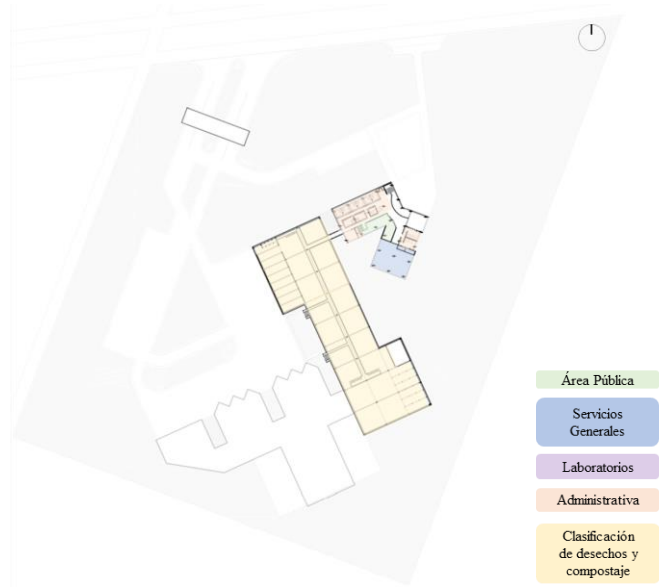 Área Pública
Servicios
Generales
Laboratorios
Administrativa
Clasificación
de desechos y
compostaje